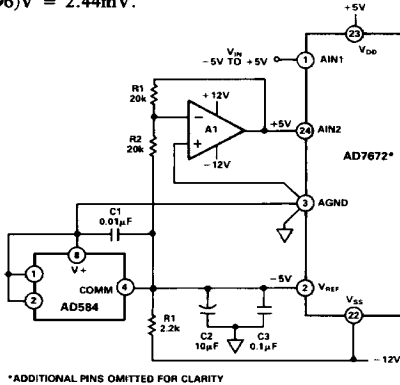 96)V = 2.44mV.
+5V
23
VDD
VIN
−5V TO +5V
1
AIN1
R1
20k
+12V
−
A1
+5V
24
AIN2
R2
20k
+
−12V
AD7672*
3
AGND
C1
0.01µF
8
V+
1
2
COMM
4
AD584
−5V
2
VREF
R1
2.2k
C2
10µF
C3
0.1µF
VSS
22
−12V
*ADDITIONAL PINS OMITTED FOR CLARITY